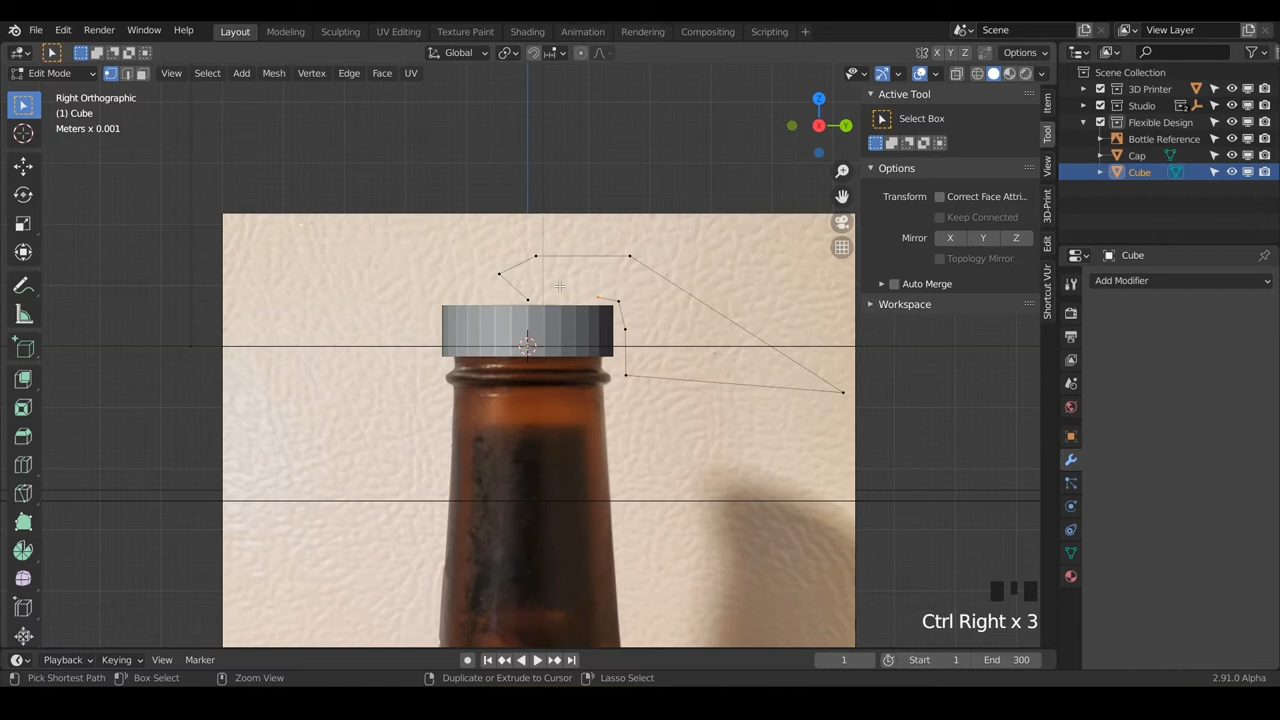 File Edit Render Window Help
Layout Modeling Sculpting UV Editing Texture Paint Shading Animation Rendering Compositing Scripting +
Scene
View Layer
Global
X Y Z
Options
Edit Mode
View Select Add Mesh Vertex Edge Face UV
Right Orthographic
(1) Cube
Meters x 0.001
Z
Y
X
Active Tool
Select Box
Options
Transform
Correct Face Attri...
Keep Connected
Mirror
X
Y
Z
Topology Mirror
Auto Merge
Workspace
Item
Tool
View
3D-Print
Edit
Shortcut VUr
Scene Collection
3D Printer
Studio
2
Flexible Design
Bottle Reference
Cap
Cube
Cube
Add Modifier
Ctrl Right x 3
Playback
Keying
View
Marker
1
Start 1
End 300
Pick Shortest Path
Box Select
Zoom View
Duplicate or Extrude to Cursor
Lasso Select
2.91.0 Alpha